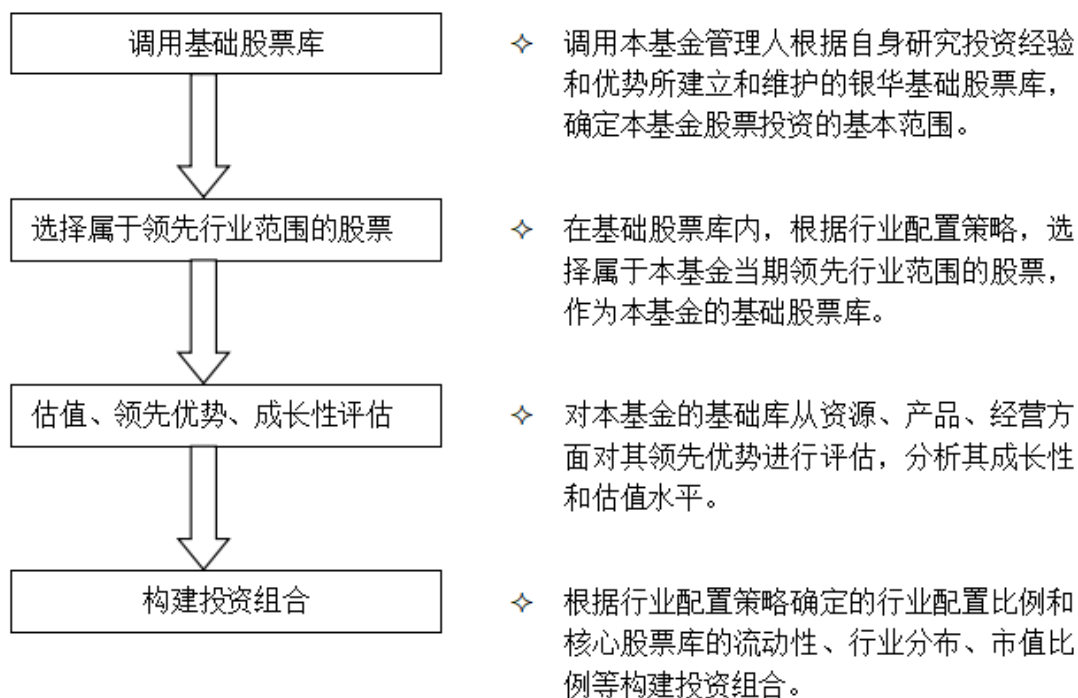 调用基础股票库
✧ 调用本基金管理人根据自身研究投资经验
和优势所建立和维护的银华基础股票库，
确定本基金股票投资的基本范围。
选择属于领先行业范围的股票
✧ 在基础股票库内，根据行业配置策略，选
择属于本基金当期领先行业范围的股票，
作为本基金的基础股票库。
估值、领先优势、成长性评估
✧ 对本基金的基础库从资源、产品、经营方
面对其领先优势进行评估，分析其成长性
和估值水平。
构建投资组合
✧ 根据行业配置策略确定的行业配置比例和
核心股票库的流动性、行业分布、市值比
例等构建投资组合。